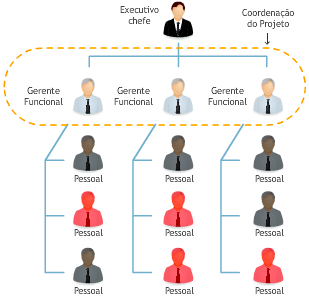 Executivo
chefe
Coordenação
do Projeto
Gerente
Funcional
Gerente
Funcional
Gerente
Funcional
Pessoal
Pessoal
Pessoal
Pessoal
Pessoal
Pessoal
Pessoal
Pessoal
Pessoal